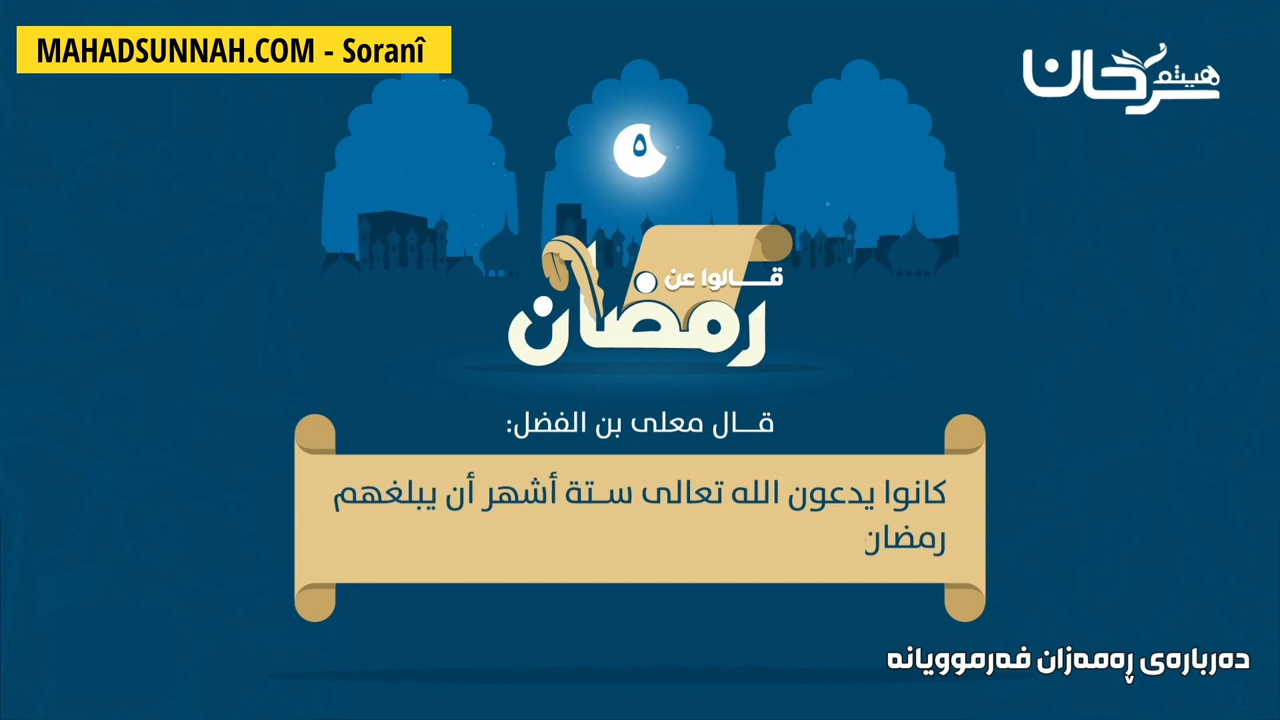 MAHADSUNNAH.COM - Soranî
هيثم
سرحان
٥
قالوا عن
رمضان
قال معلى بن الفضل:
كانوا يدعون الله تعالى ستة أشهر أن يبلغهم
رمضان
دەربارەی ڕەمەزان فەرموویانە